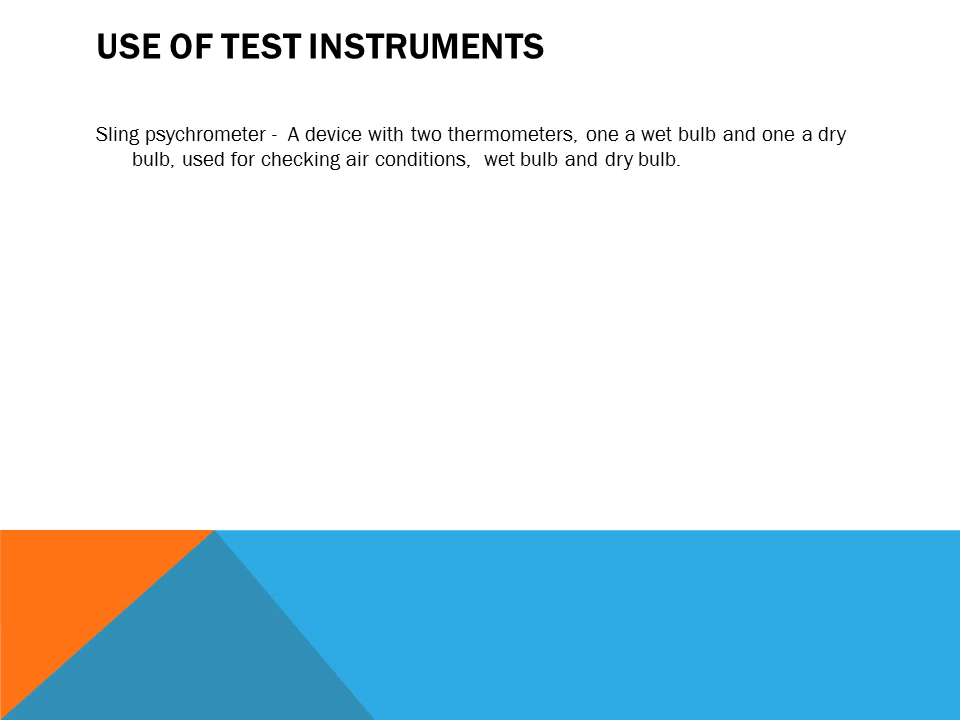 USE OF TEST INSTRUMENTS
Sling psychrometer -  A device with two thermometers, one a wet bulb and one a dry
bulb, used for checking air conditions,  wet bulb and dry bulb.